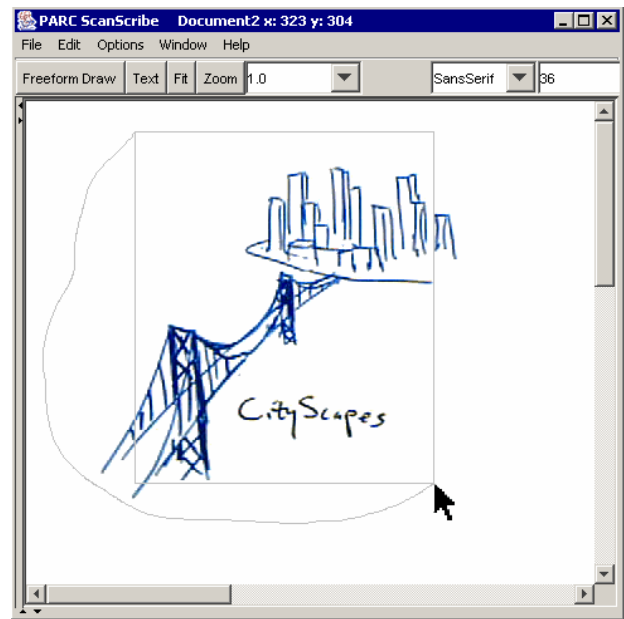 PARC ScanScribe Document2 x: 323 y: 304
File Edit Options Window Help
Freeform Draw Text Fit Zoom 1.0 SansSerif 36
CityScapes